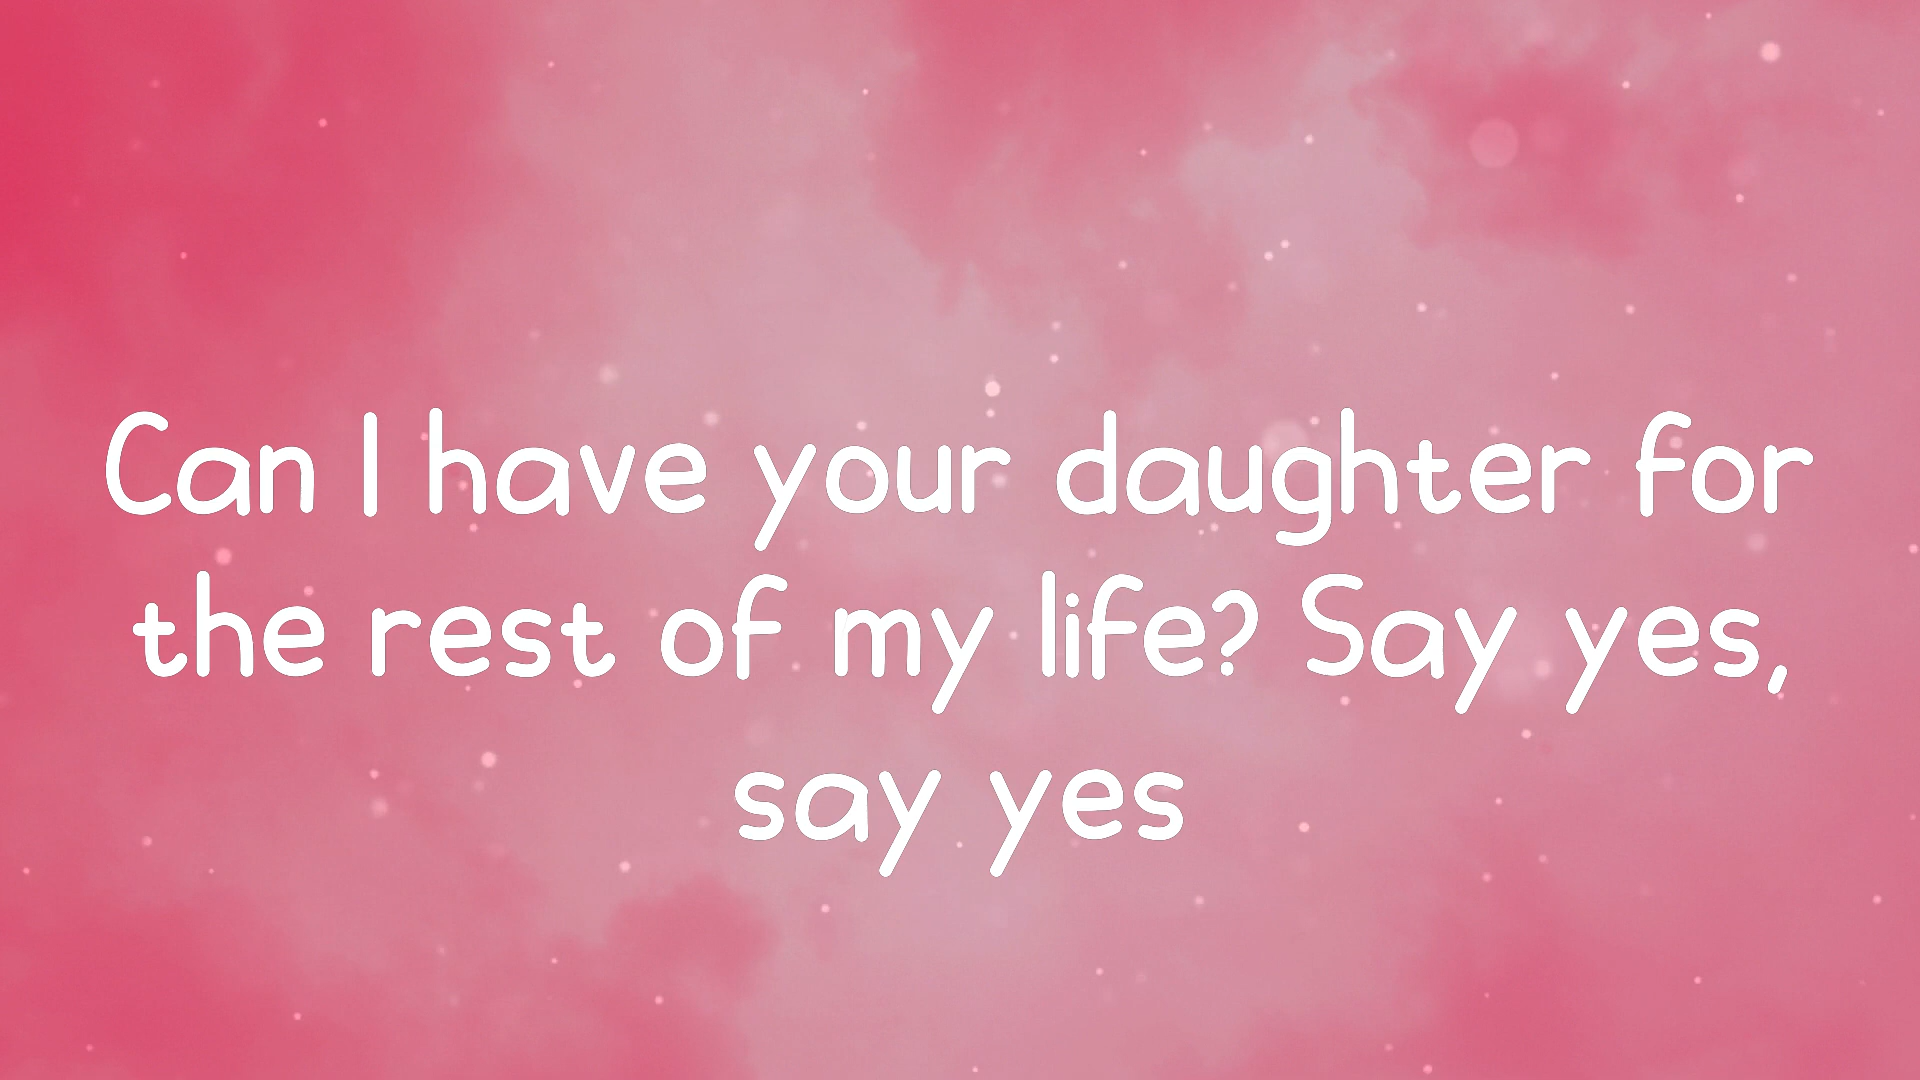 Can I have your daughter for
the rest of my life? Say yes,
say yes